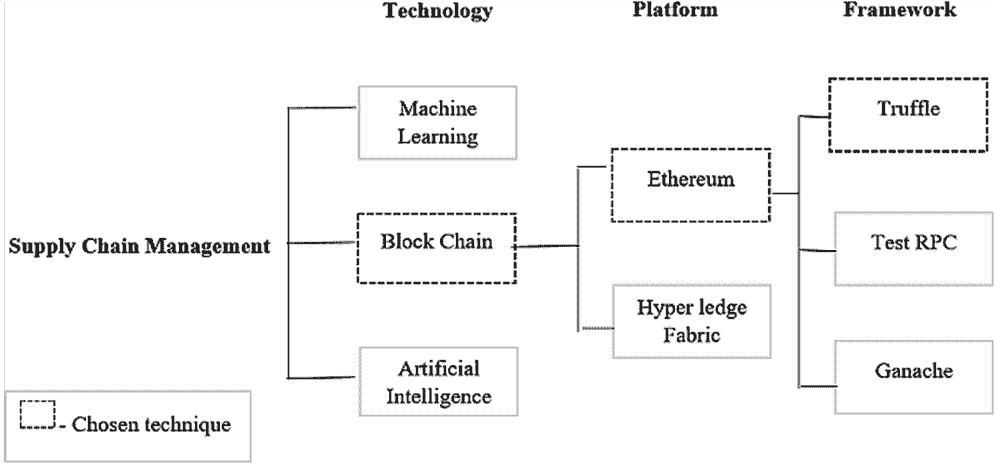 Technology
Platform
Framework
Machine
Learning
Truffle
Ethereum
Supply Chain Management
Block Chain
Test RPC
Hyper ledge
Fabric
Artificial
Intelligence
Ganache
- Chosen technique